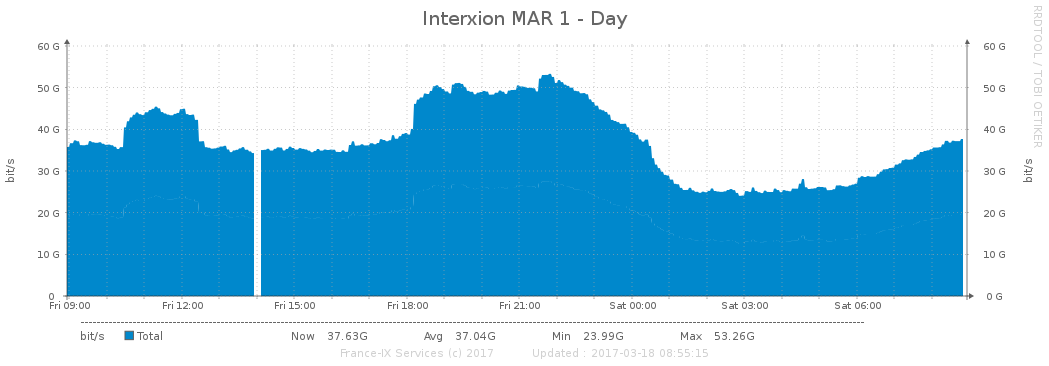 Interxion MAR 1 - Day
RRDTOOL / TOBI OETIKER
bit/s
60 G
50 G
40 G
30 G
20 G
10 G
0
60 G
50 G
40 G
30 G
20 G
10 G
0 G
bit/s
Fri 09:00 Fri 12:00 Fri 15:00 Fri 18:00 Fri 21:00 Sat 00:00 Sat 03:00 Sat 06:00
bit/s Total Now 37.63G Avg 37.04G Min 23.99G Max 53.26G
France-IX Services (c) 2017 Updated : 2017-03-18 08:55:15